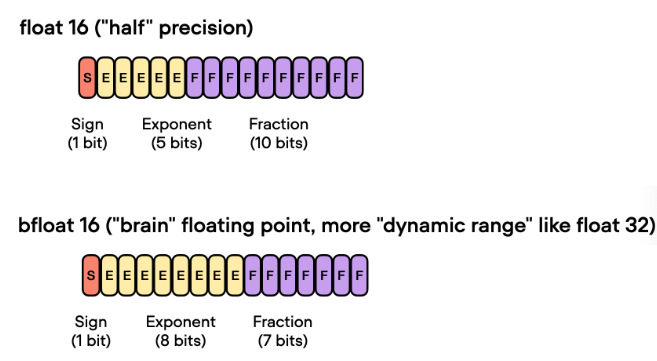 float 16 ("half" precision)
S E E E E E F F F F F F F F F F
Sign Exponent Fraction
(1 bit) (5 bits) (10 bits)
bfloat 16 ("brain" floating point, more "dynamic range" like float 32)
S E E E E E E E E F F F F F F F
Sign Exponent Fraction
(1 bit) (8 bits) (7 bits)